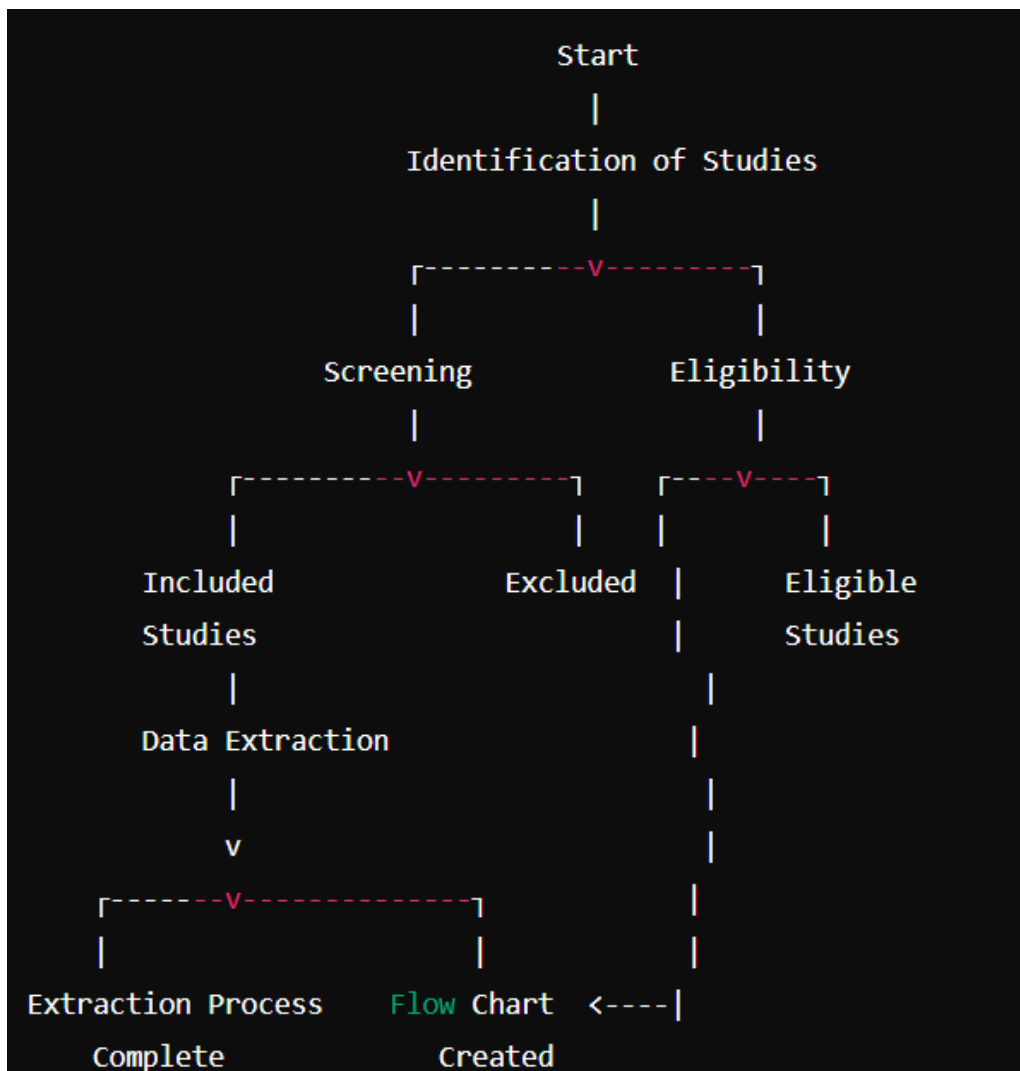 Start
|
Identification of Studies
|
┌----------v---------┐
| |
Screening Eligibility
| |
┌----------v---------┐ ┌----v----┐
| | | |
Included Excluded | Eligible
Studies | Studies
| |
Data Extraction |
| |
v |
┌-------v--------------┐ |
| | |
Extraction Process Flow Chart <----|
Complete Created